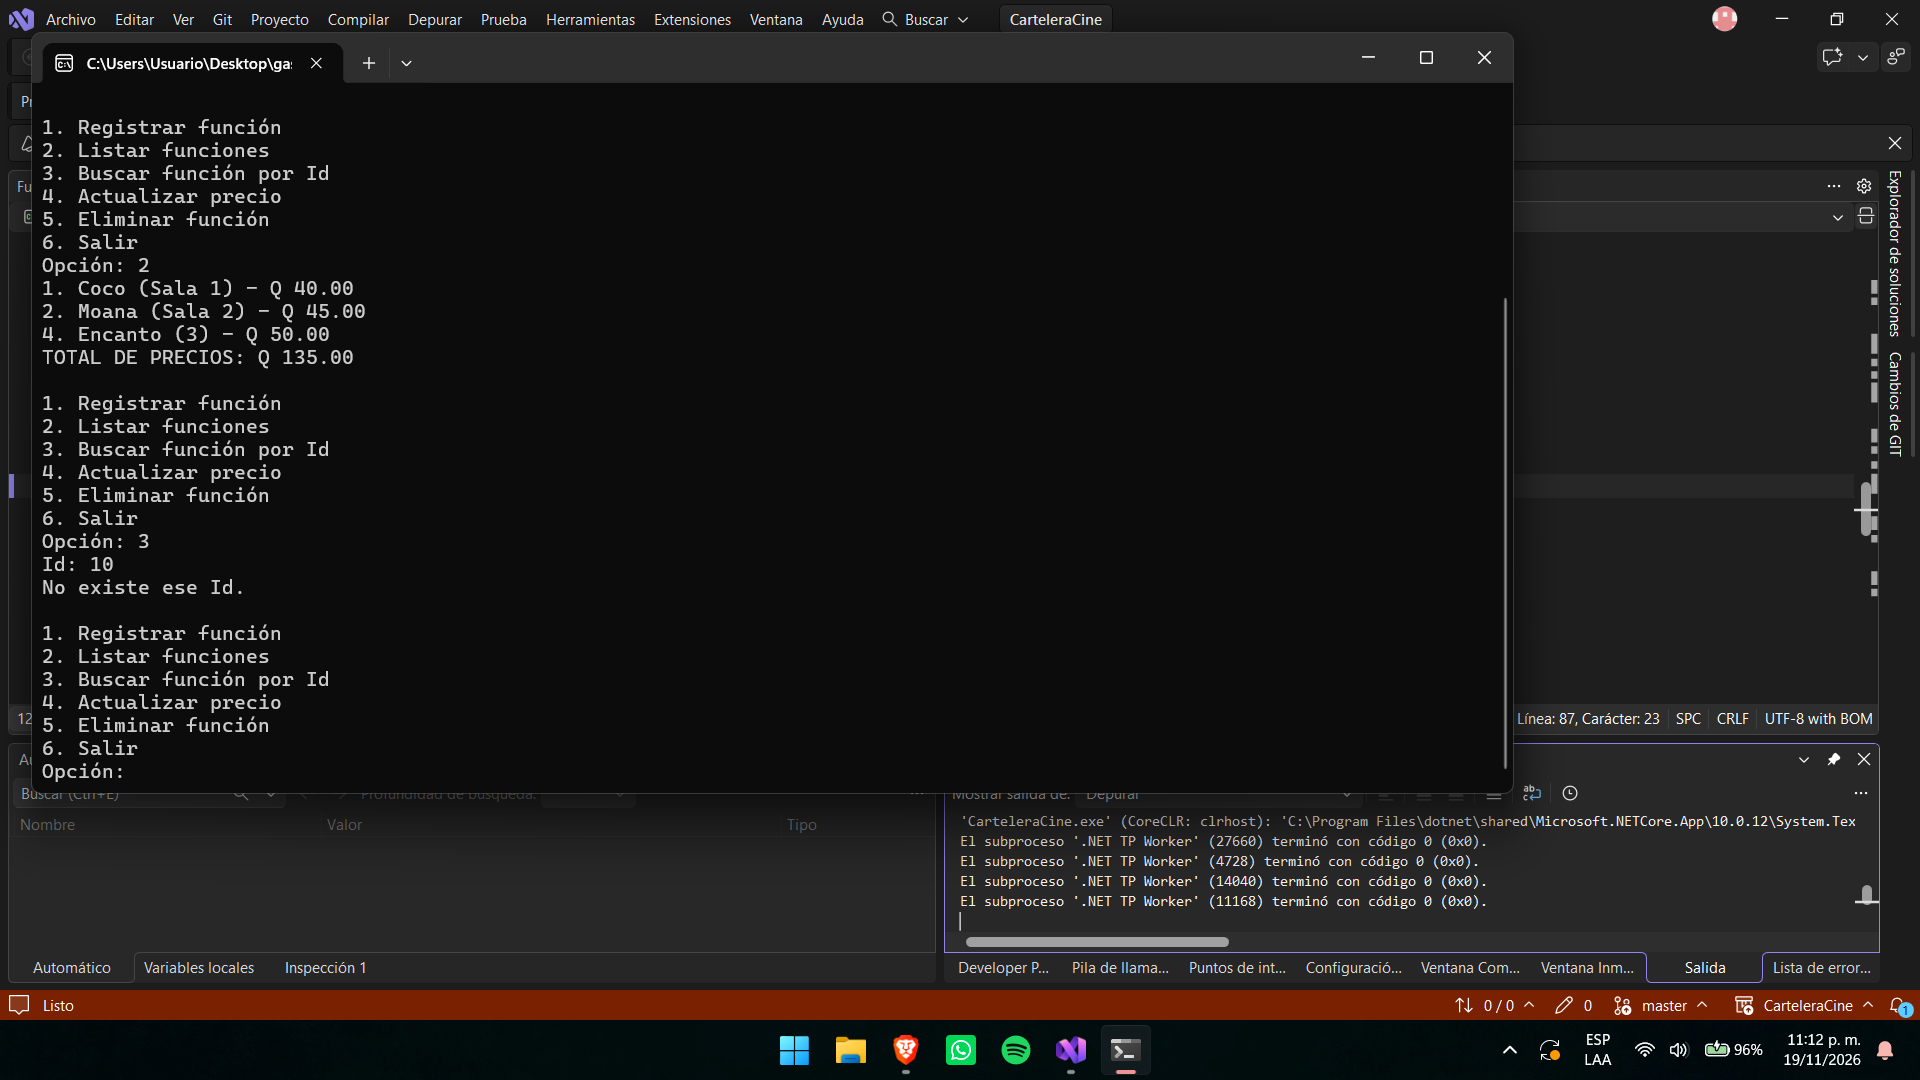 Archivo Editar Ver Git Proyecto Compilar Depurar Prueba Herramientas Extensiones Ventana Ayuda Buscar CarteleraCine
C:\Users\Usuario\Desktop\ga
1. Registrar función
2. Listar funciones
3. Buscar función por Id
4. Actualizar precio
5. Eliminar función
6. Salir
Opción: 2
1. Coco (Sala 1) - Q 40.00
2. Moana (Sala 2) - Q 45.00
4. Encanto (3) - Q 50.00
TOTAL DE PRECIOS: Q 135.00
1. Registrar función
2. Listar funciones
3. Buscar función por Id
4. Actualizar precio
5. Eliminar función
6. Salir
Opción: 3
Id: 10
No existe ese Id.
1. Registrar función
2. Listar funciones
3. Buscar función por Id
4. Actualizar precio
5. Eliminar función
6. Salir
Opción:
Explorador de soluciones
Cambios de GIT
Línea: 87, Carácter: 23 SPC CRLF UTF-8 with BOM
Buscar (Ctrl+E) Profundidad de búsqueda:
Nombre Valor Tipo
Automático Variables locales Inspección 1
Mostrar salida de: Depurar
'CarteleraCine.exe' (CoreCLR: clrhost): 'C:\Program Files\dotnet\shared\Microsoft.NETCore.App\10.0.12\System.Tex
El subproceso '.NET TP Worker' (27660) terminó con código 0 (0x0).
El subproceso '.NET TP Worker' (4728) terminó con código 0 (0x0).
El subproceso '.NET TP Worker' (14040) terminó con código 0 (0x0).
El subproceso '.NET TP Worker' (11168) terminó con código 0 (0x0).
Developer P... Pila de llama... Puntos de int... Configuració... Ventana Com... Ventana Inm... Salida Lista de error...
Listo 0 / 0 0 master CarteleraCine 1
ESP
LAA
96%
11:12 p. m.
19/11/2026